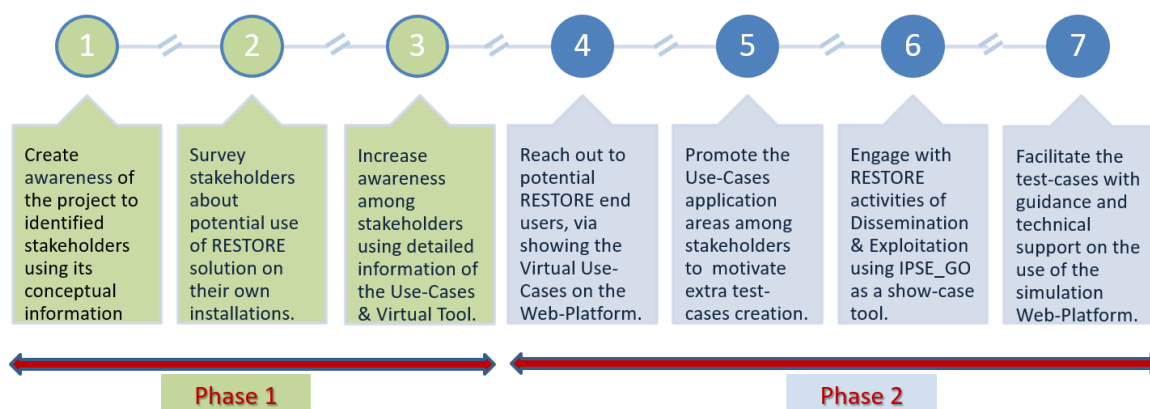 1
2
3
4
5
6
7
Create
awareness of
the project to
identified
stakeholders
using its
conceptual
information
Survey
stakeholders
about
potential use
of RESTORE
solution on
their own
installations.
Increase
awareness
among
stakeholders
using detailed
information of
the Use-Cases
& Virtual Tool.
Reach out to
potential
RESTORE end
users, via
showing the
Virtual Use-
Cases on the
Web-Platform.
Promote the
Use-Cases
application
areas among
stakeholders
to motivate
extra test-
cases creation.
Engage with
RESTORE
activities of
Dissemination
& Exploitation
using IPSE_GO
as a show-case
tool.
Facilitate the
test-cases with
guidance and
technical
support on the
use of the
simulation
Web-Platform.
Phase 1
Phase 2